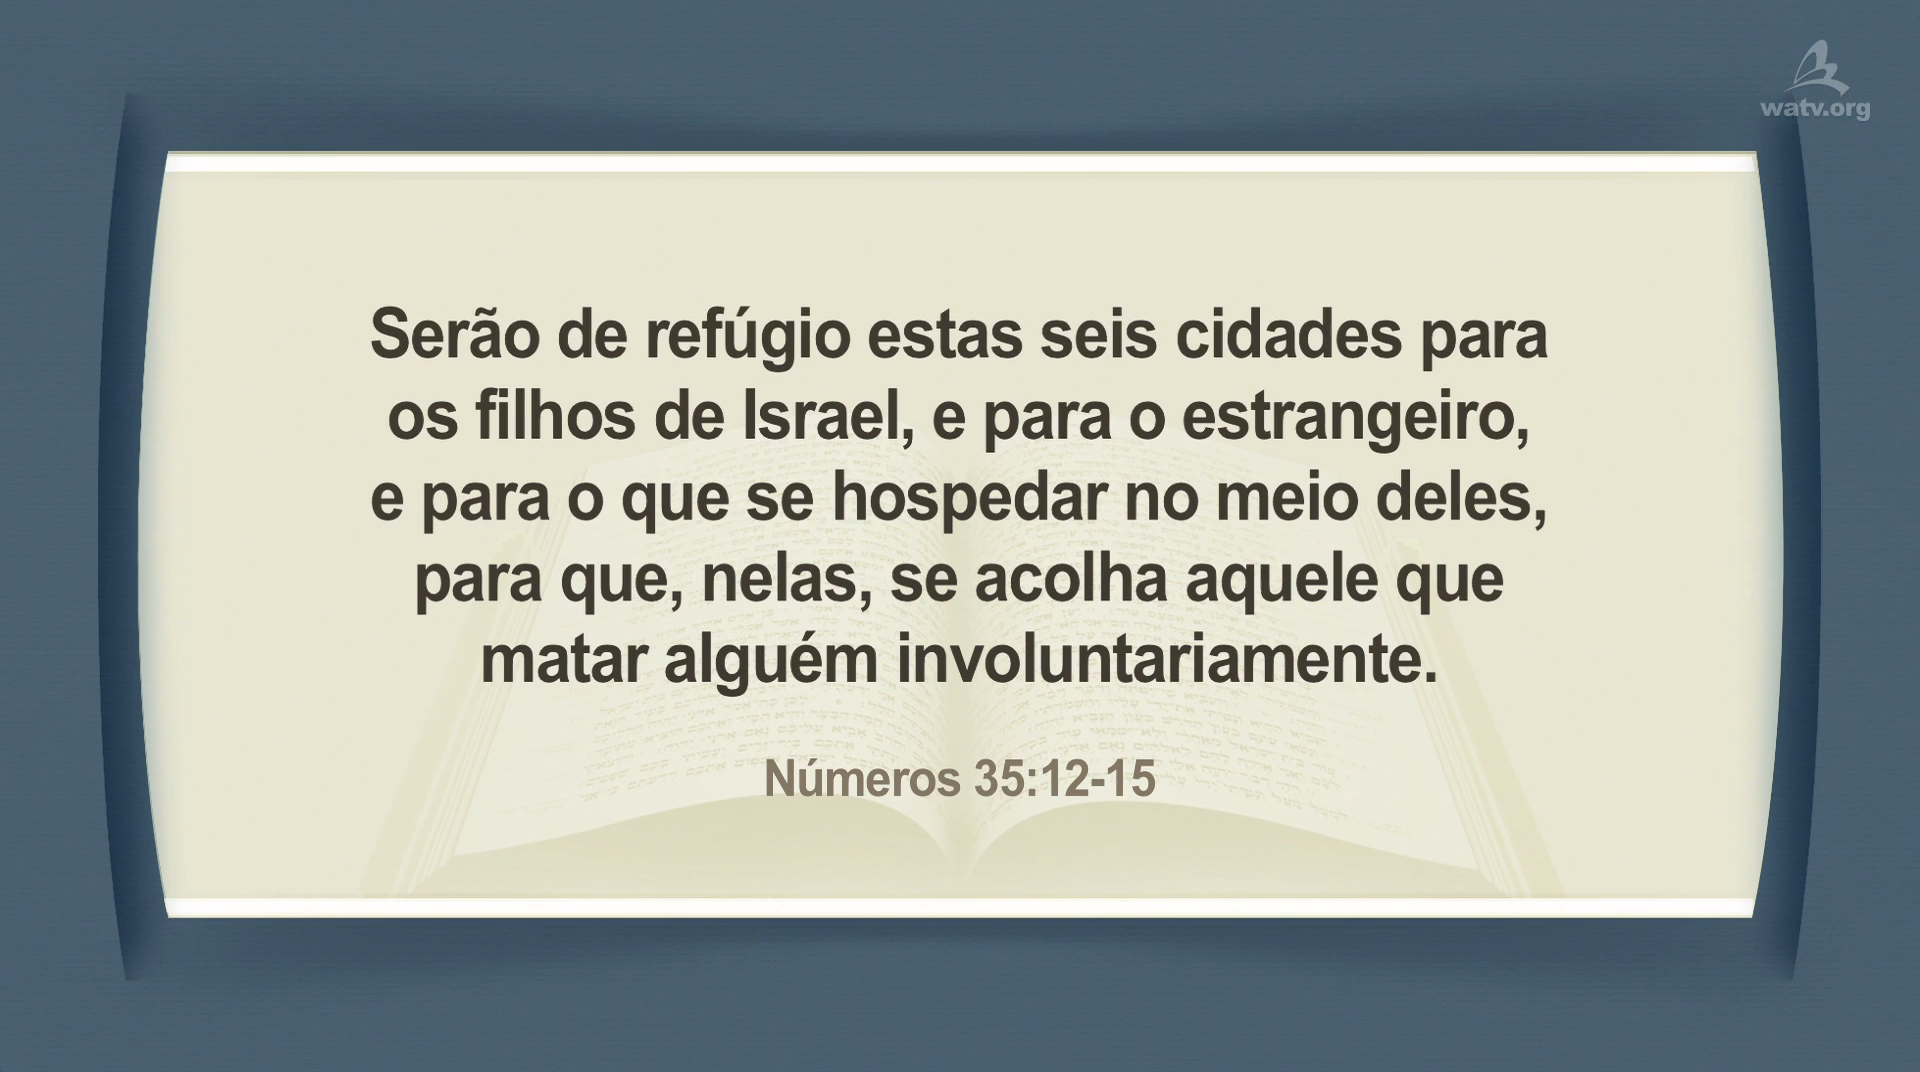 watv.org
Serão de refúgio estas seis cidades para
os filhos de Israel, e para o estrangeiro,
e para o que se hospedar no meio deles,
para que, nelas, se acolha aquele que
matar alguém involuntariamente.
Números 35:12-15